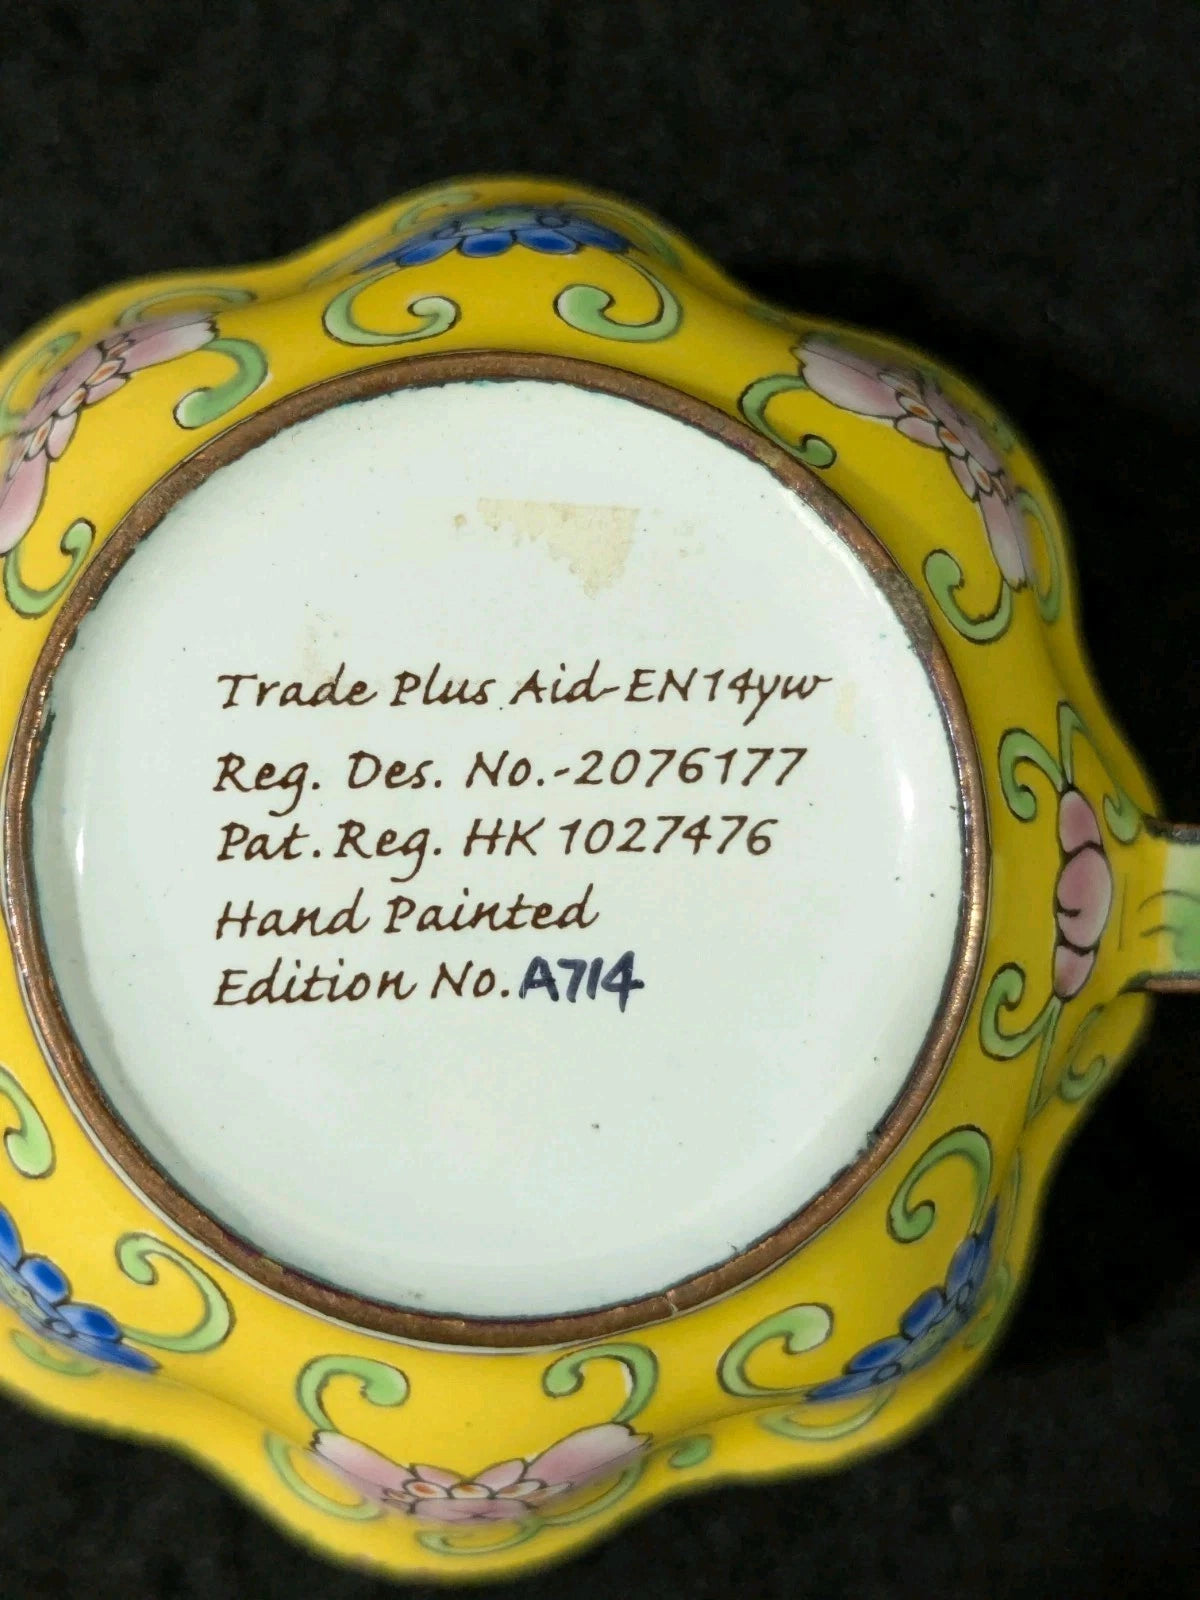 Trade Plus Aid-EN14yw
Reg. Des. No.-2076177
Pat. Reg. HK 1027476
Hand Painted
Edition No. A714